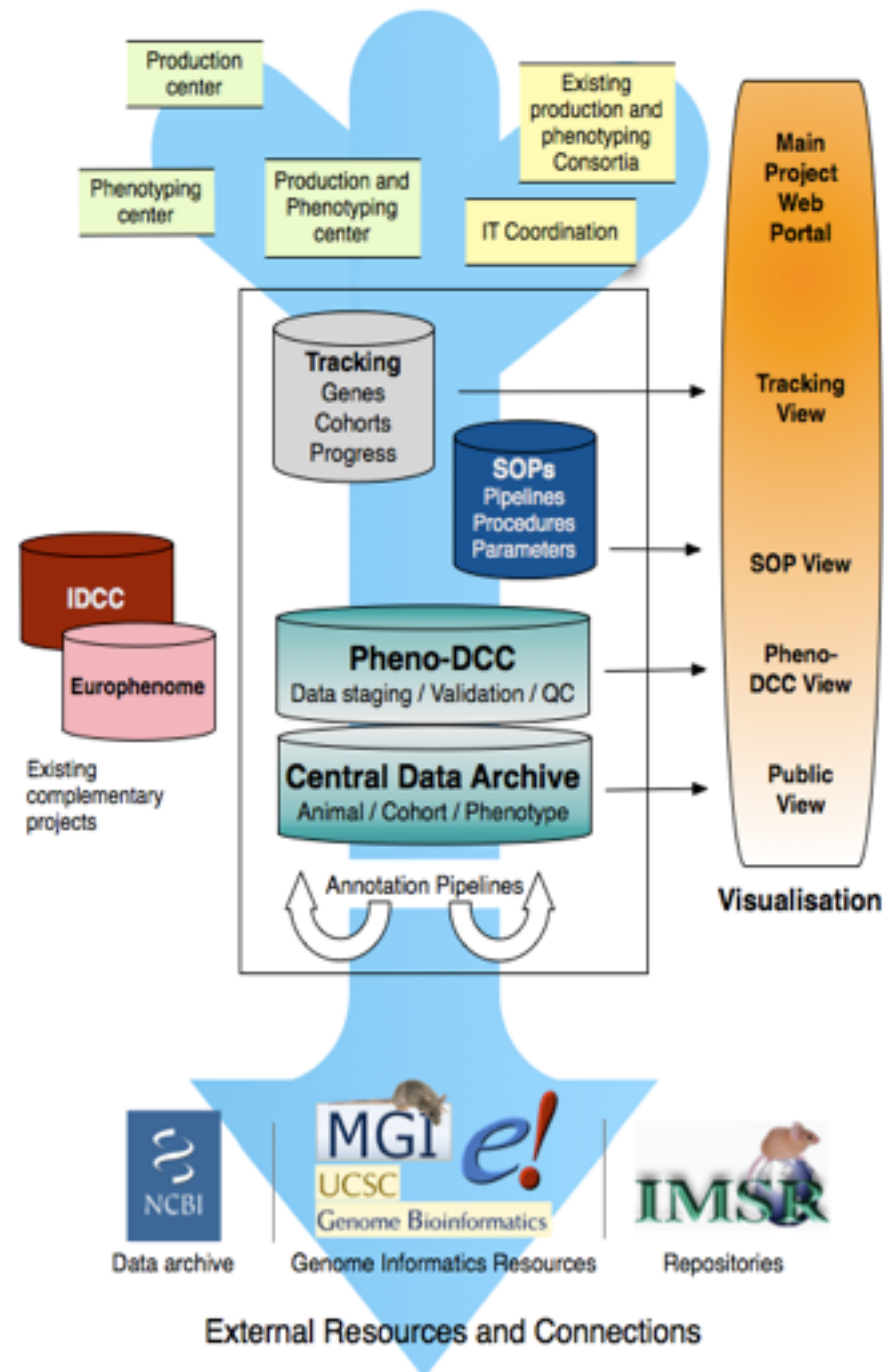 Production
center
Existing
production and
phenotyping
Consortia
Phenotyping
center
Production and
Phenotyping
center
IT Coordination
Main
Project
Web
Portal
Tracking
Genes
Cohorts
Progress
Tracking
View
SOPs
Pipelines
Procedures
Parameters
SOP View
IDCC
Europhenome
Existing
complementary
projects
Pheno-DCC
Data staging / Validation / QC
Pheno-
DCC View
Central Data Archive
Animal / Cohort / Phenotype
Public
View
Annotation Pipelines
Visualisation
NCBI
Data archive
MGI
e!
UCSC
Genome Bioinformatics
Genome Informatics Resources
IMSR
Repositories
External Resources and Connections